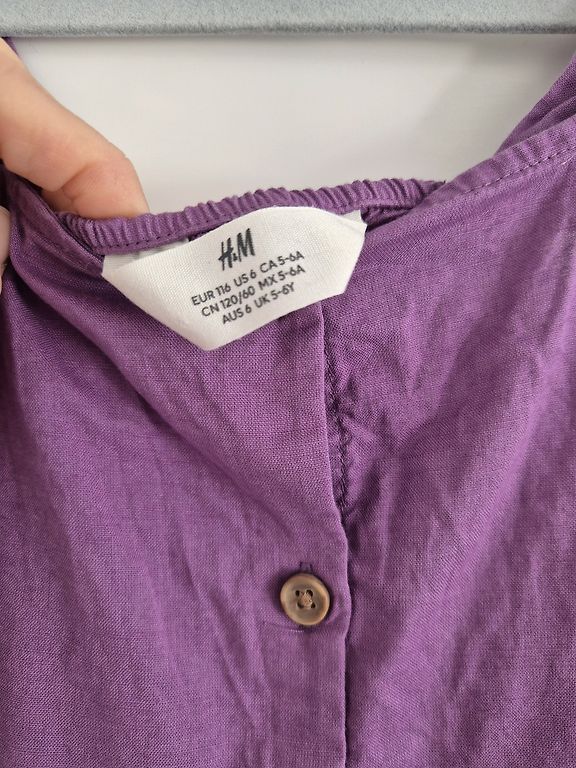 H&M
EUR 116 US 6 CA 5-6A
CN 120/60 MX 5-6A
AUS 6 UK 5-6Y